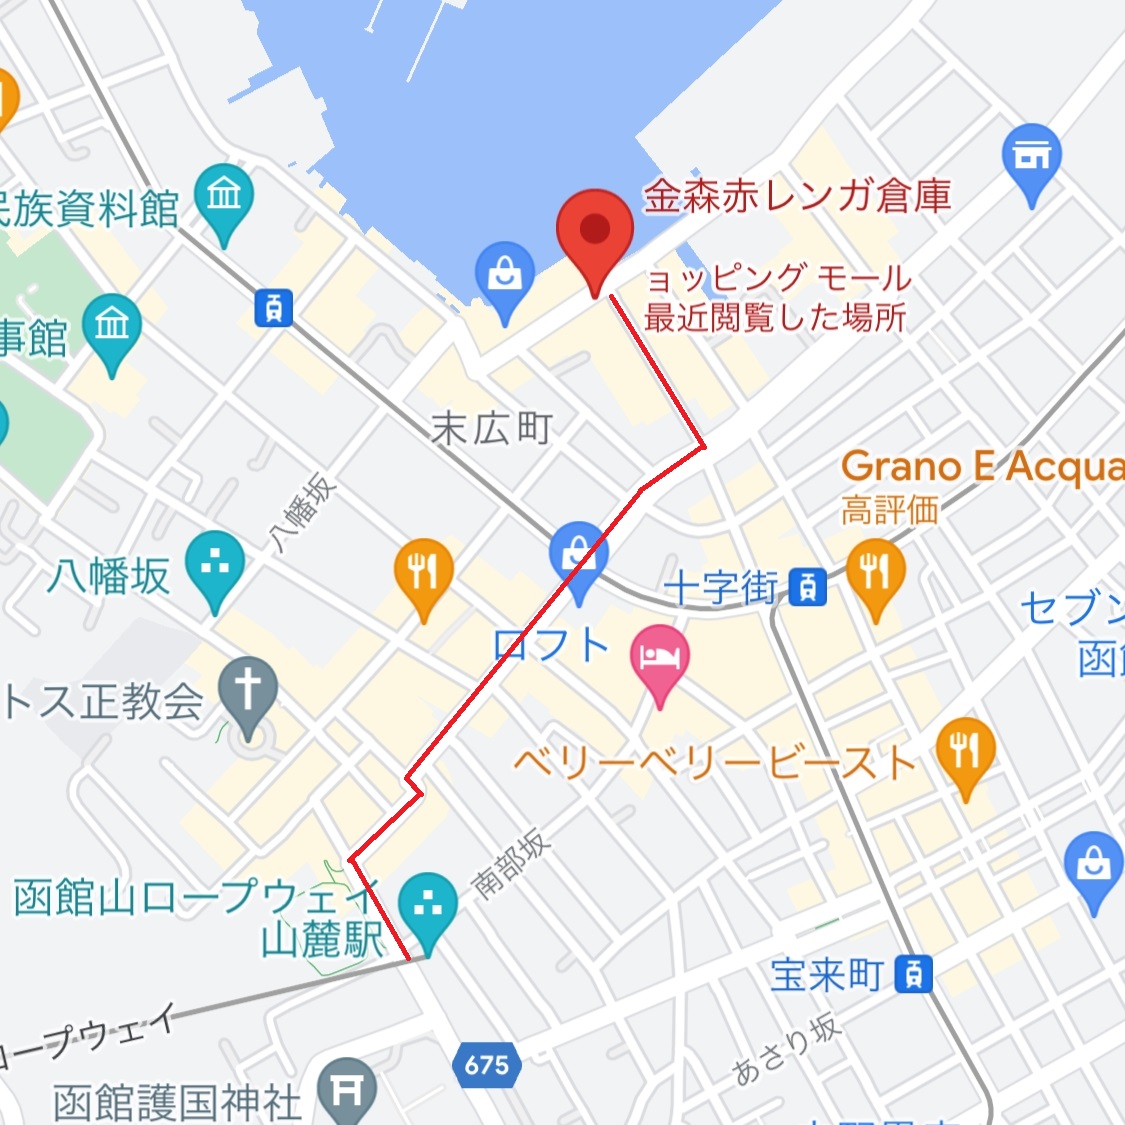 民族資料館
金森赤レンガ倉庫
ョッピング モール
最近閲覧した場所
事館
末広町
Grano E Acqua
高評価
八幡坂
八幡坂
十字街
セブン
函館
ロフト
トス正教会
ベリーベリービースト
南部坂
函館山ロープウェイ
山麓駅
宝来町
ロープウェイ
675
あさり坂
函館護国神社